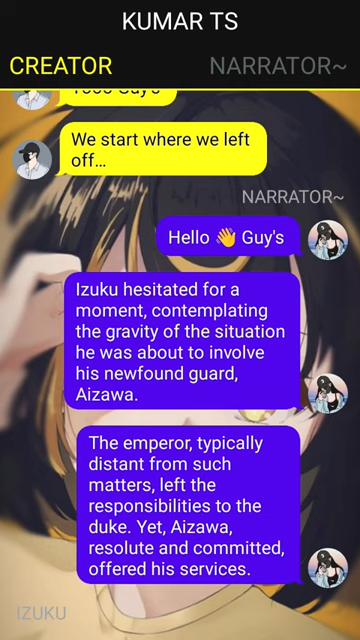 KUMAR TS
CREATOR
NARRATOR~
We start where we left
off...
NARRATOR~
Hello 👋 Guy's
Izuku hesitated for a
moment, contemplating
the gravity of the situation
he was about to involve
his newfound guard,
Aizawa.
The emperor, typically
distant from such
matters, left the
responsibilities to the
duke. Yet, Aizawa,
resolute and committed,
offered his services.
IZUKU